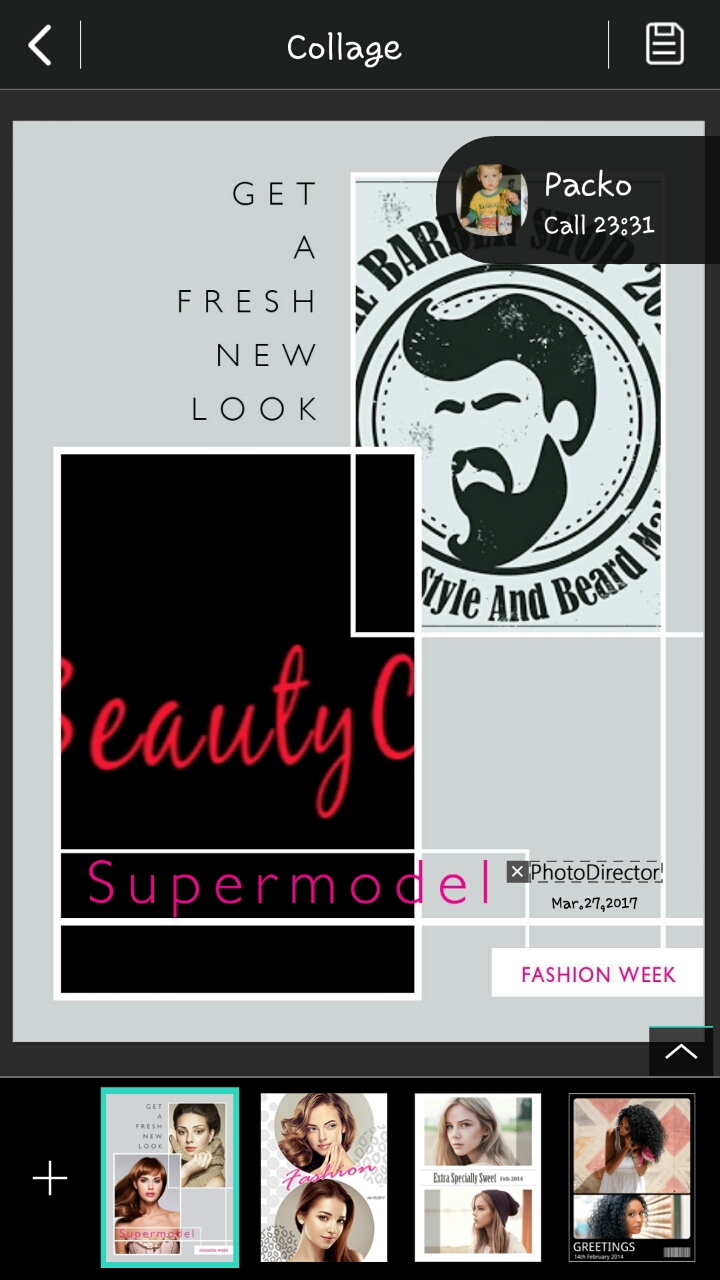 Collage
Packo
Call 23:31
GET
A
FRESH
NEW
LOOK
BARBER SHOP
Style And Beard
Beauty
Supermodel
PhotoDirector
Mar.27,2017
FASHION WEEK
GET
A
FRESH
NEW
LOOK
Supermodel
FASHION WEEK
Fashion
Extra Specially Sweet Feb 2014
GREETINGS
14th February 2014